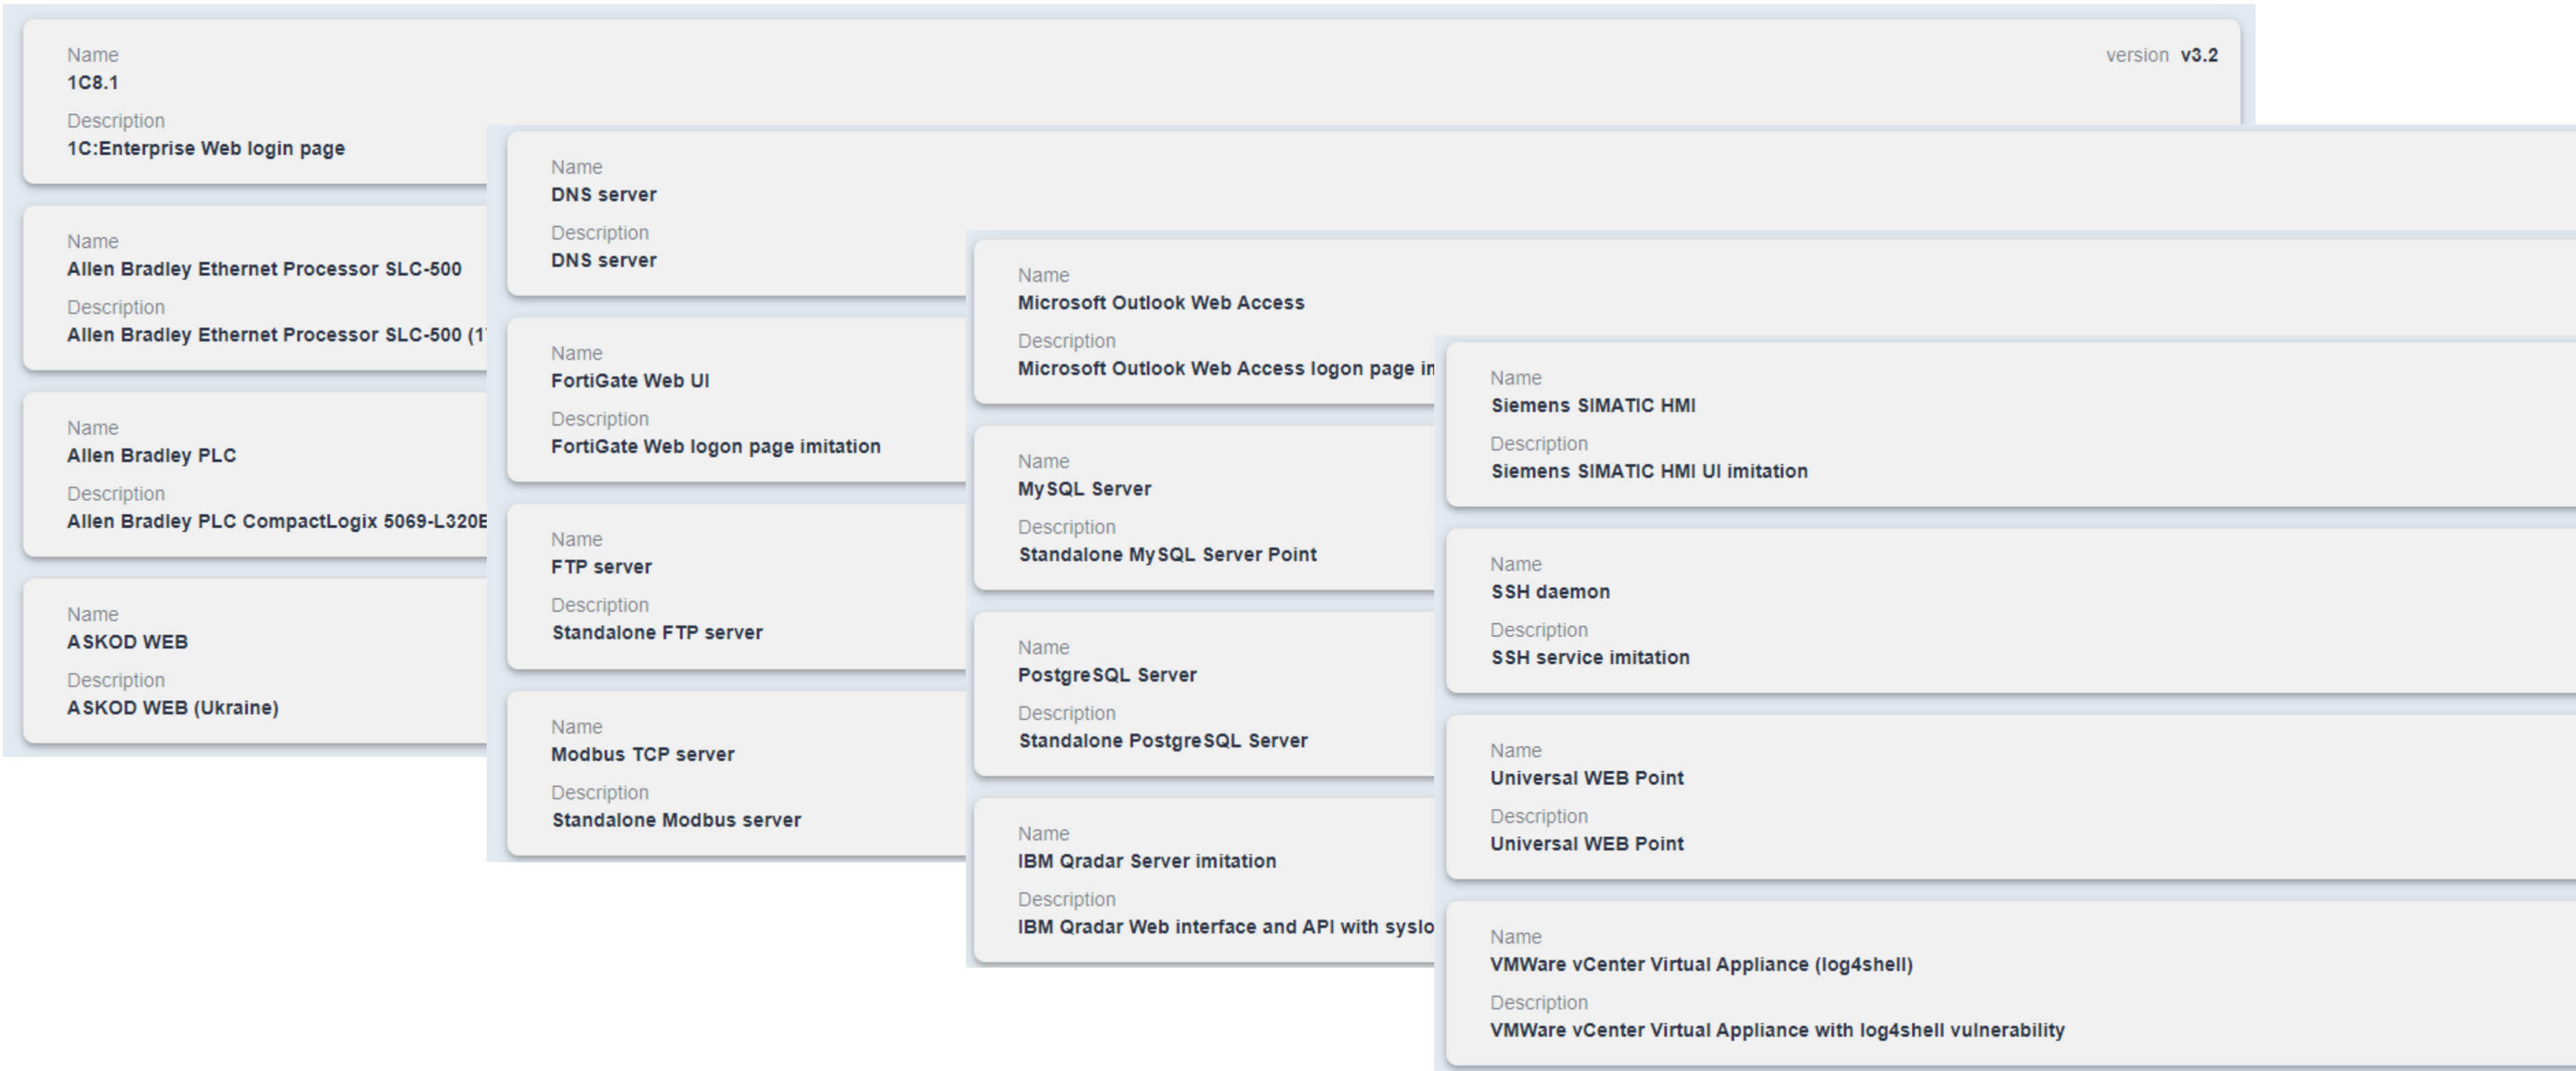 Name
1C8.1
version v3.2
Description
1C:Enterprise Web login page
Name
Allen Bradley Ethernet Processor SLC-500
Description
Allen Bradley Ethernet Processor SLC-500
Name
Allen Bradley PLC
Description
Allen Bradley PLC CompactLogix 5069-L320E
Name
ASKOD WEB
Description
ASKOD WEB (Ukraine)
Name
DNS server
Description
DNS server
Name
FortiGate Web UI
Description
FortiGate Web logon page imitation
Name
FTP server
Description
Standalone FTP server
Name
Modbus TCP server
Description
Standalone Modbus server
Name
Microsoft Outlook Web Access
Description
Microsoft Outlook Web Access logon page
Name
MySQL Server
Description
Standalone MySQL Server Point
Name
PostgreSQL Server
Description
Standalone PostgreSQL Server
Name
IBM Qradar Server imitation
Description
IBM Qradar Web interface and API with syslo
Name
Siemens SIMATIC HMI
Description
Siemens SIMATIC HMI UI imitation
Name
SSH daemon
Description
SSH service imitation
Name
Universal WEB Point
Description
Universal WEB Point
Name
VMWare vCenter Virtual Appliance (log4shell)
Description
VMWare vCenter Virtual Appliance with log4shell vulnerability